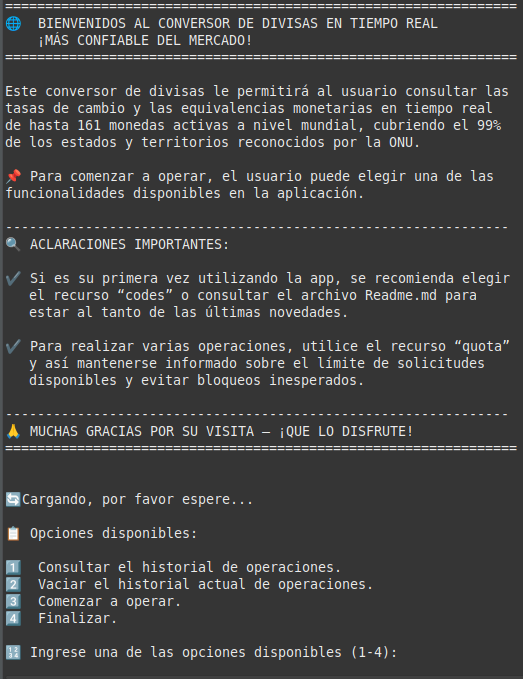 ================================================================
🌐  BIENVENIDOS AL CONVERSOR DE DIVISAS EN TIEMPO REAL
¡MÁS CONFIABLE DEL MERCADO!
================================================================
Este conversor de divisas le permitirá al usuario consultar las
tasas de cambio y las equivalencias monetarias en tiempo real
de hasta 161 monedas activas a nivel mundial, cubriendo el 99%
de los estados y territorios reconocidos por la ONU.
📌 Para comenzar a operar, el usuario puede elegir una de las
funcionalidades disponibles en la aplicación.
---------------------------------------------------------------
🔍 ACLARACIONES IMPORTANTES:
✔ Si es su primera vez utilizando la app, se recomienda elegir
el recurso “codes” o consultar el archivo Readme.md para
estar al tanto de las últimas novedades.
✔ Para realizar varias operaciones, utilice el recurso “quota”
y así mantenerse informado sobre el límite de solicitudes
disponibles y evitar bloqueos inesperados.
---------------------------------------------------------------
🙏 MUCHAS GRACIAS POR SU VISITA – ¡QUE LO DISFRUTE!
================================================================
🔄Cargando, por favor espere...
📋 Opciones disponibles:
1️⃣  Consultar el historial de operaciones.
2️⃣  Vaciar el historial actual de operaciones.
3️⃣  Comenzar a operar.
4️⃣  Finalizar.
🔢 Ingrese una de las opciones disponibles (1-4):